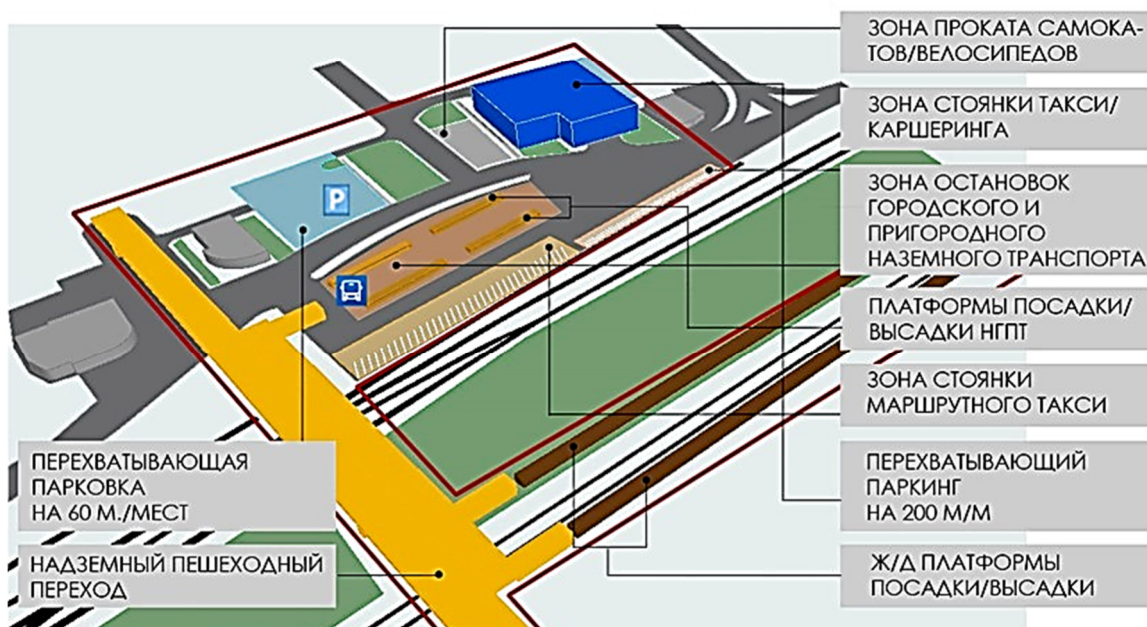 ЗОНА ПРОКАТА САМОКА-
ТОВ/ВЕЛОСИПЕДОВ
ЗОНА СТОЯНКИ ТАКСИ/
КАРШЕРИНГА
ЗОНА ОСТАНОВОК
ГОРОДСКОГО И
ПРИГОРОДНОГО
НАЗЕМНОГО ТРАНСПОРТА
ПЛАТФОРМЫ ПОСАДКИ/
ВЫСАДКИ НГПТ
ЗОНА СТОЯНКИ
МАРШРУТНОГО ТАКСИ
ПЕРЕХВАТЫВАЮЩИЙ
ПАРКИНГ
НА 200 М/М
Ж/Д ПЛАТФОРМЫ
ПОСАДКИ/ВЫСАДКИ
P
ПЕРЕХВАТЫВАЮЩАЯ
ПАРКОВКА
НА 60 М./МЕСТ
НАДЗЕМНЫЙ ПЕШЕХОДНЫЙ
ПЕРЕХОД